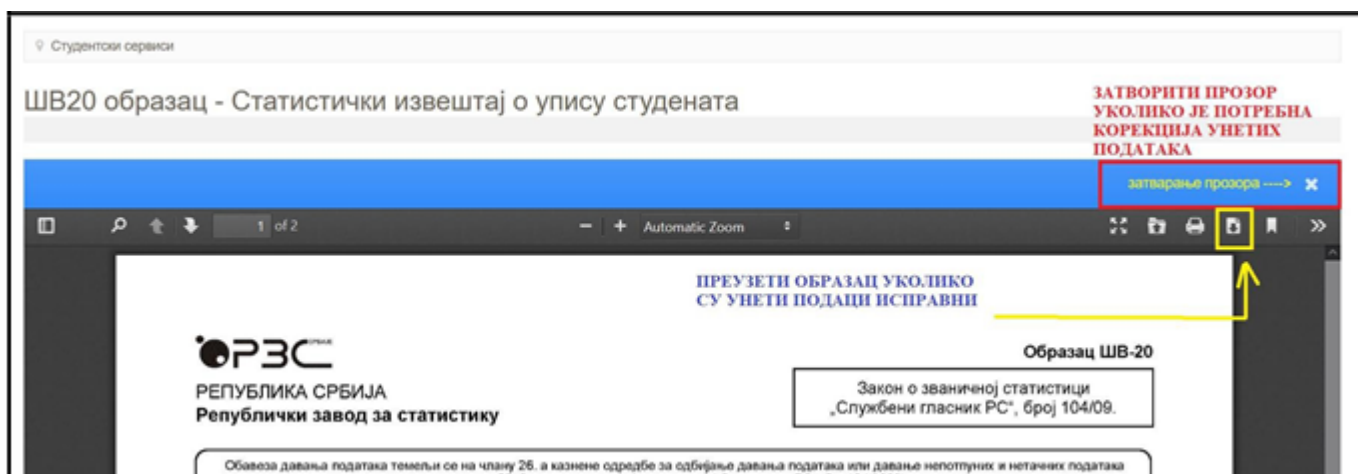 Студентски сервиси
ШВ20 образац - Статистички извештај о упису студената
ЗАТВОРИТИ ПРОЗОР
УКОЛИКО ЈЕ ПОТРЕБНА
КОРЕКЦИЈА УНЕТИХ
ПОДАТАКА
затварање прозора ---->
1 of 2
Automatic Zoom
ПРЕУЗЕТИ ОБРАЗАЦ УКОЛИКО
СУ УНЕТИ ПОДАЦИ ИСПРАВНИ
РЗС
Образац ШВ-20
РЕПУБЛИКА СРБИЈА
Републички завод за статистику
Закон о званичној статистици
„Службени гласник РС“, број 104/09.
Обавеза давања података темељи се на члану 26. а казнене одредбе за одбијање давања података или давање непотпуних и нетачних података